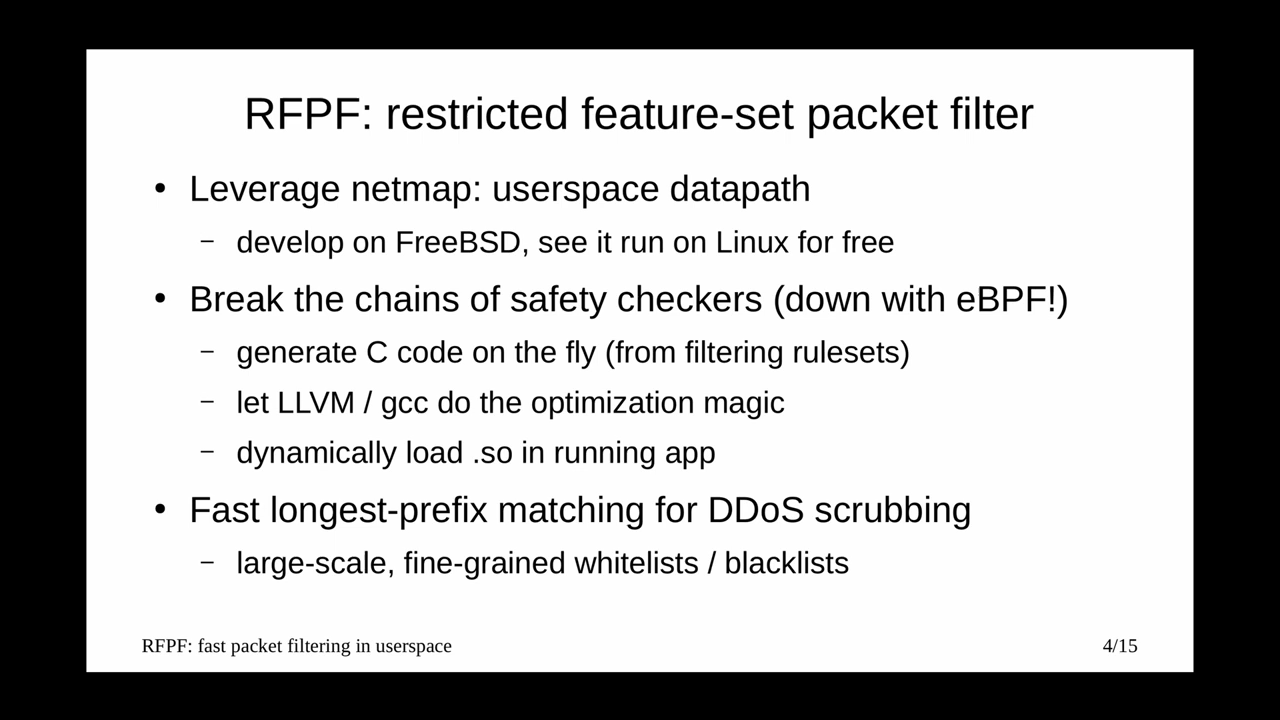 RFPF: restricted feature-set packet filter
• Leverage netmap: userspace datapath
– develop on FreeBSD, see it run on Linux for free
• Break the chains of safety checkers (down with eBPF!)
– generate C code on the fly (from filtering rulesets)
– let LLVM / gcc do the optimization magic
– dynamically load .so in running app
• Fast longest-prefix matching for DDoS scrubbing
– large-scale, fine-grained whitelists / blacklists
RFPF: fast packet filtering in userspace
4/15